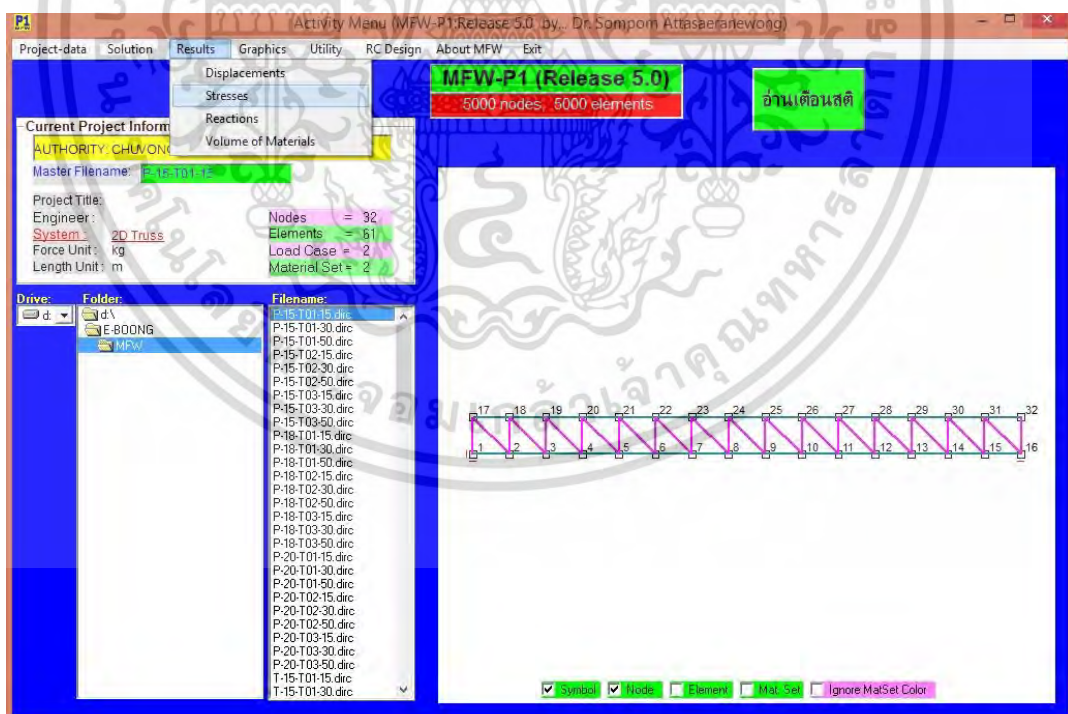 P1
Activity Menu (MFW-P1:Release 5.0 by... Dr. Sompom Attasaeranewong)
Project-data Solution Results Graphics Utility RC Design About MFW Exit
Displacements
Stresses
Reactions
Volume of Materials
MFW-P1 (Release 5.0)
5000 nodes, 5000 elements
อ่านเตือนสติ
Current Project Inform
AUTHORITY: CHUVONG
Master Filename: P-15-T01-15
Project Title:
Engineer :
System : 2D Truss
Force Unit : kg
Length Unit : m
Nodes = 32
Elements = 61
Load Case = 2
Material Set = 2
Drive:
d:
Folder:
d:\
E-BOONG
MFW
Filename:
P-15-T01-15.dirc
P-15-T01-30.dirc
P-15-T01-50.dirc
P-15-T02-15.dirc
P-15-T02-30.dirc
P-15-T02-50.dirc
P-15-T03-15.dirc
P-15-T03-30.dirc
P-15-T03-50.dirc
P-18-T01-15.dirc
P-18-T01-30.dirc
P-18-T01-50.dirc
P-18-T02-15.dirc
P-18-T02-30.dirc
P-18-T02-50.dirc
P-18-T03-15.dirc
P-18-T03-30.dirc
P-18-T03-50.dirc
P-20-T01-15.dirc
P-20-T01-30.dirc
P-20-T01-50.dirc
P-20-T02-15.dirc
P-20-T02-30.dirc
P-20-T02-50.dirc
P-20-T03-15.dirc
P-20-T03-30.dirc
P-20-T03-50.dirc
T-15-T01-15.dirc
T-15-T01-30.dirc
17 18 19 20 21 22 23 24 25 26 27 28 29 30 31 32
1 2 3 4 5 6 7 8 9 10 11 12 13 14 15 16
Symbol Node Element Mat. Set Ignore MatSet Color